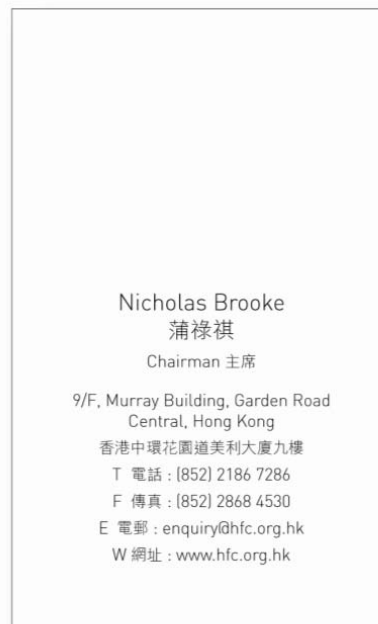 Nicholas Brooke
蒲祿祺
Chairman 主席
9/F, Murray Building, Garden Road
Central, Hong Kong
香港中環花園道美利大廈九樓
T 電話 : (852) 2186 7286
F 傳真 : (852) 2868 4530
E 電郵 : enquiry@hfc.org.hk
W 網址 : www.hfc.org.hk